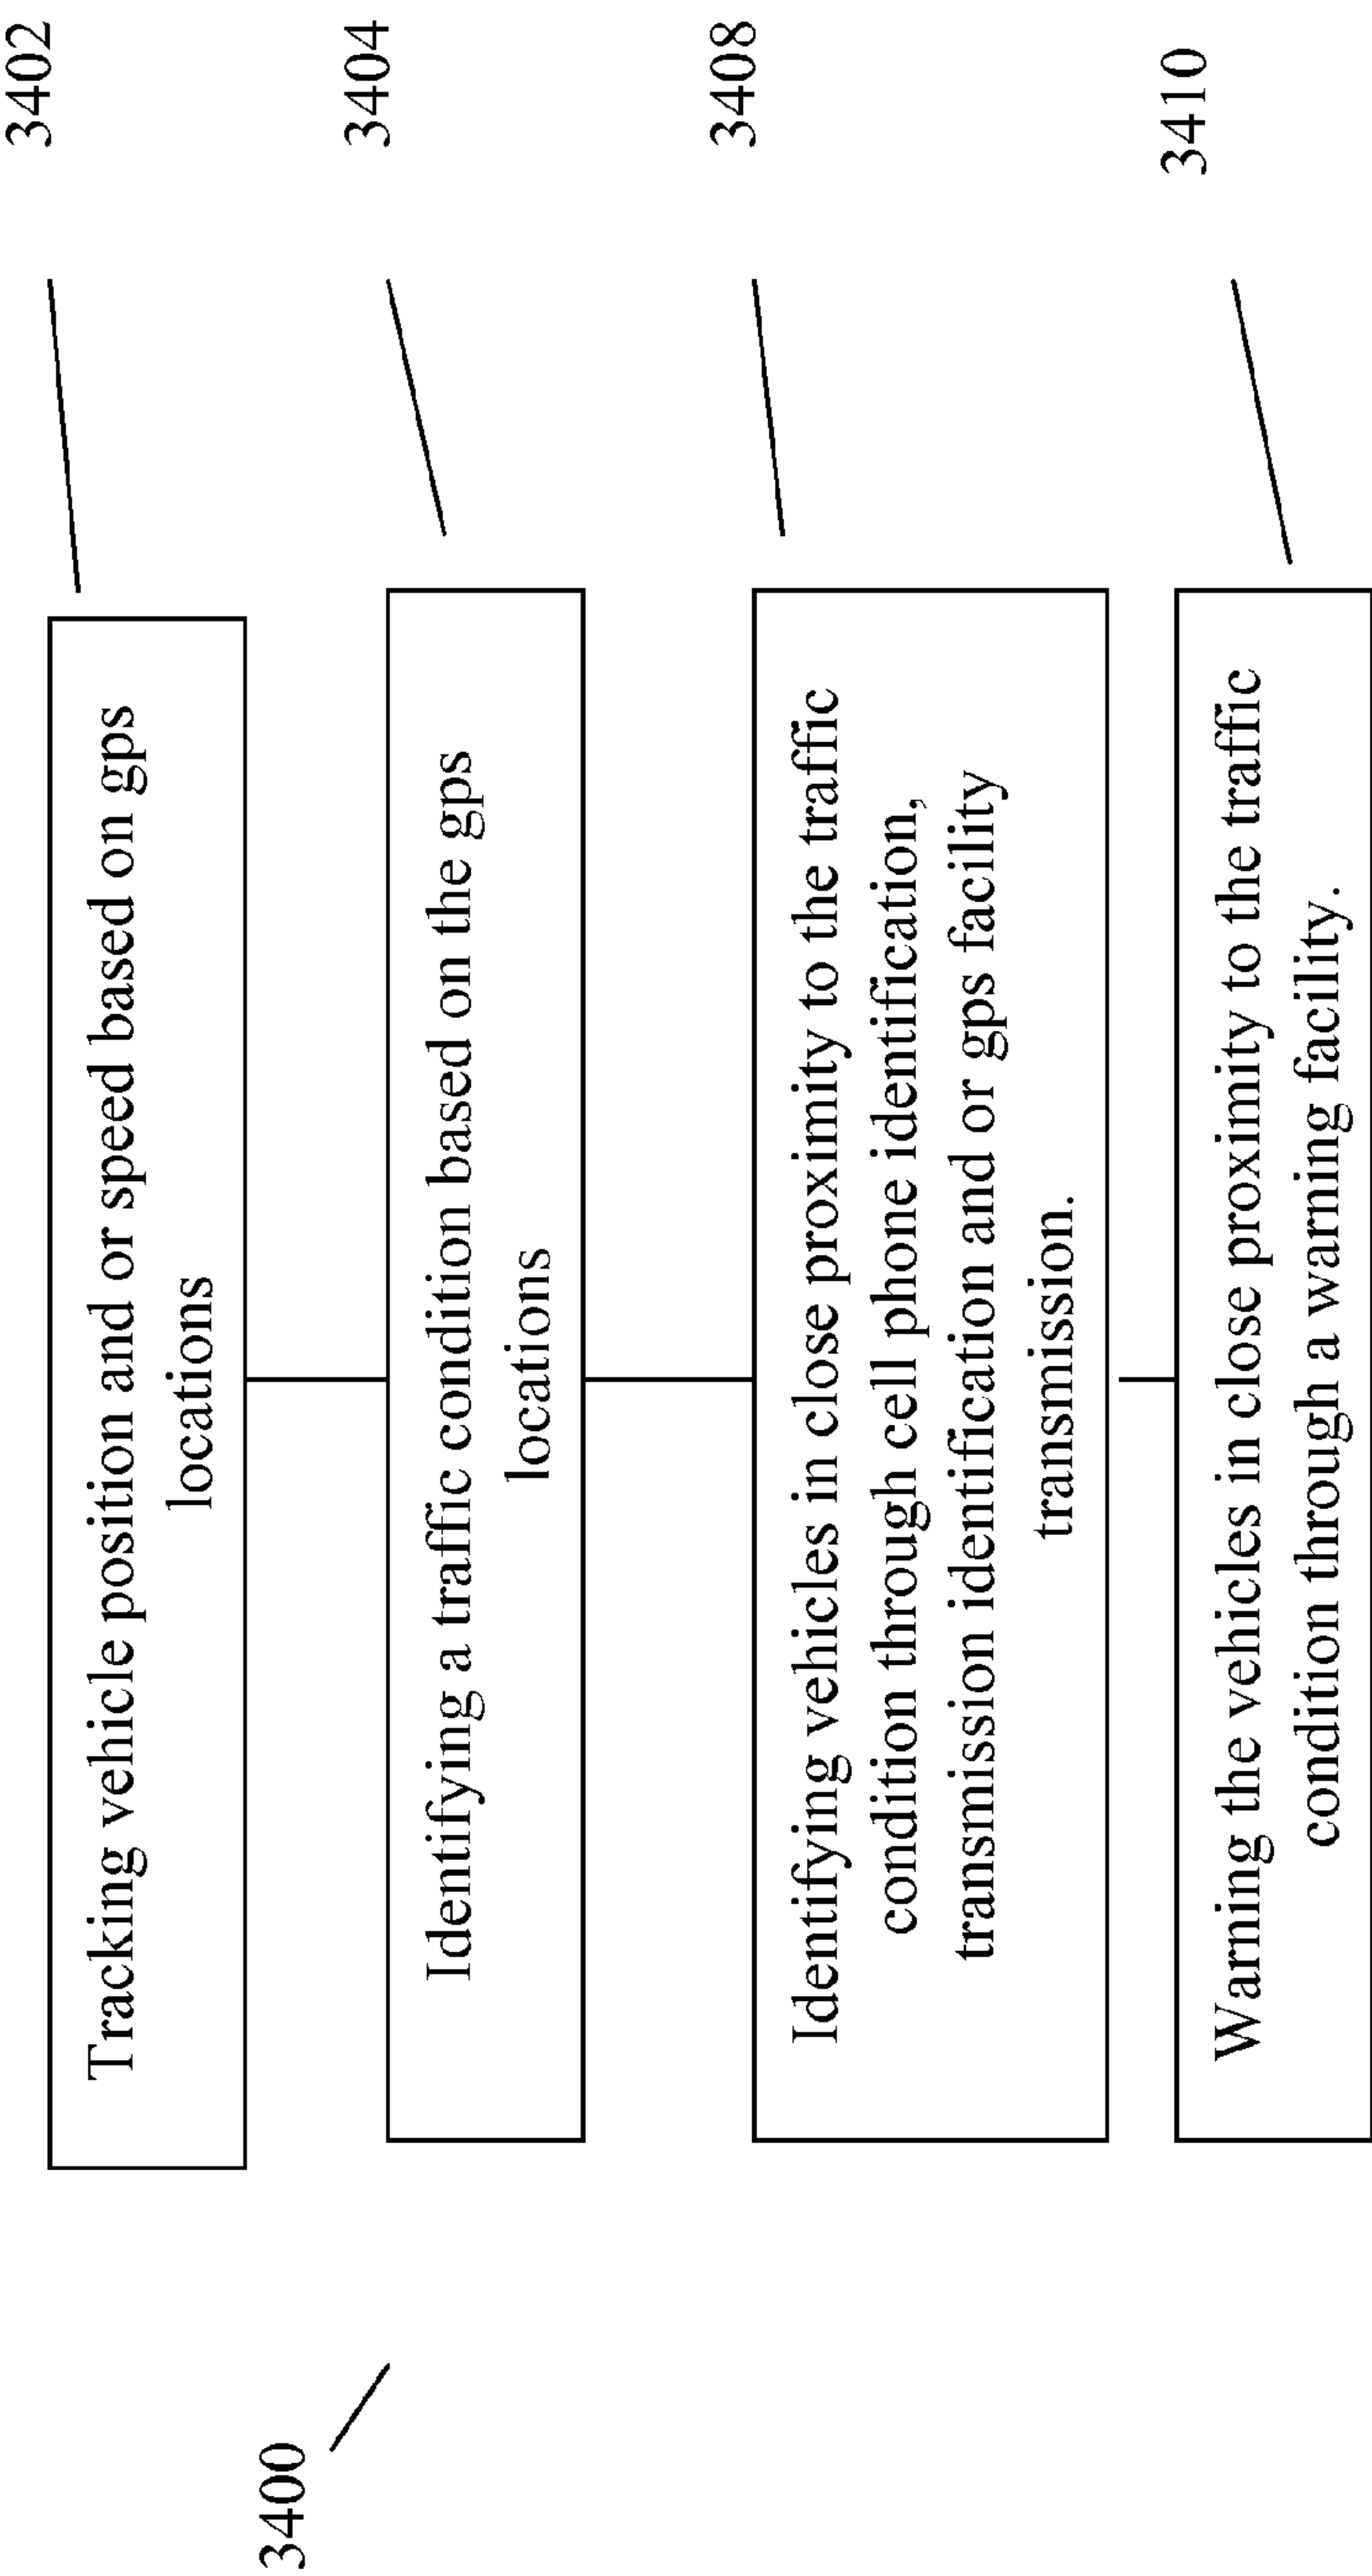 3402
Tracking vehicle position and or speed based on gps
locations
3400
3404
Identifying a traffic condition based on the gps
locations
3408
Identifying vehicles in close proximity to the traffic
condition through cell phone identification,
transmission identification and or gps facility
transmission.
3410
Warning the vehicles in close proximity to the traffic
condition through a warning facility.